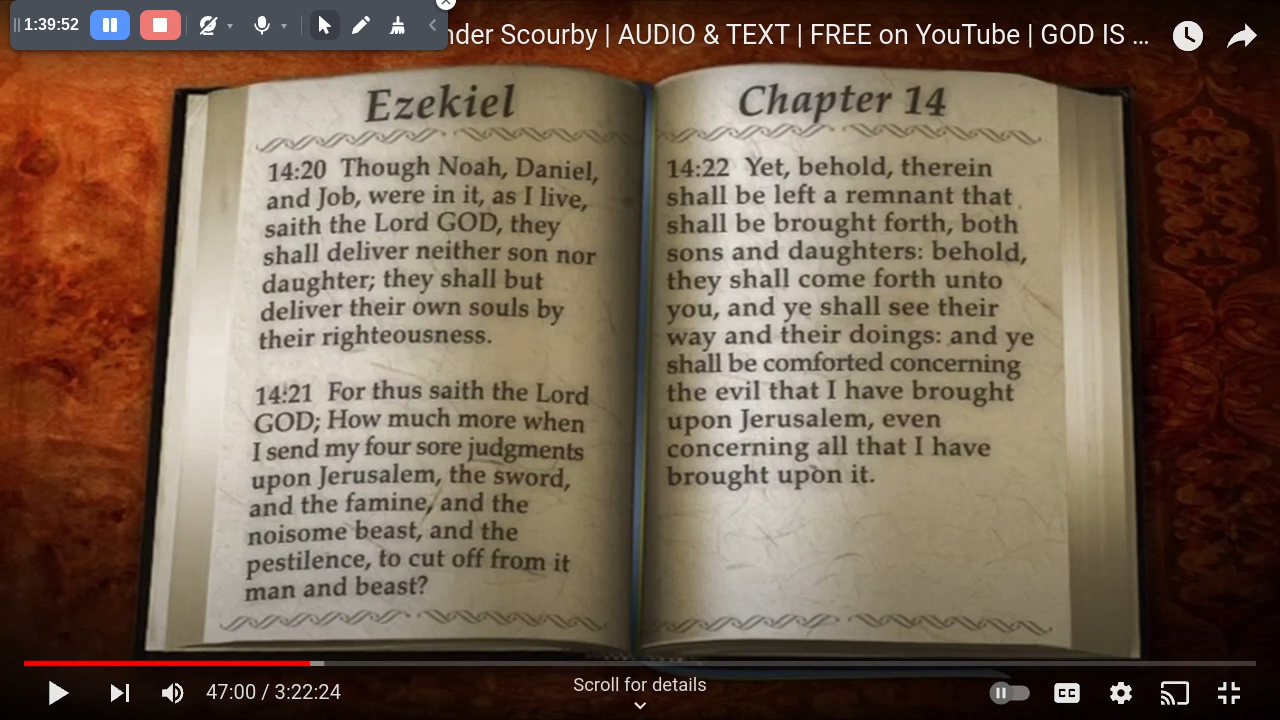 1:39:52
nder Scourby | AUDIO & TEXT | FREE on YouTube | GOD IS ...
Ezekiel
14:20 Though Noah, Daniel,
and Job, were in it, as I live,
saith the Lord GOD, they
shall deliver neither son nor
daughter; they shall but
deliver their own souls by
their righteousness.
14:21 For thus saith the Lord
GOD; How much more when
I send my four sore judgments
upon Jerusalem, the sword,
and the famine, and the
noisome beast, and the
pestilence, to cut off from it
man and beast?
Chapter 14
14:22 Yet, behold, therein
shall be left a remnant that
shall be brought forth, both
sons and daughters: behold,
they shall come forth unto
you, and ye shall see their
way and their doings: and ye
shall be comforted concerning
the evil that I have brought
upon Jerusalem, even
concerning all that I have
brought upon it.
47:00 / 3:22:24
Scroll for details
CC